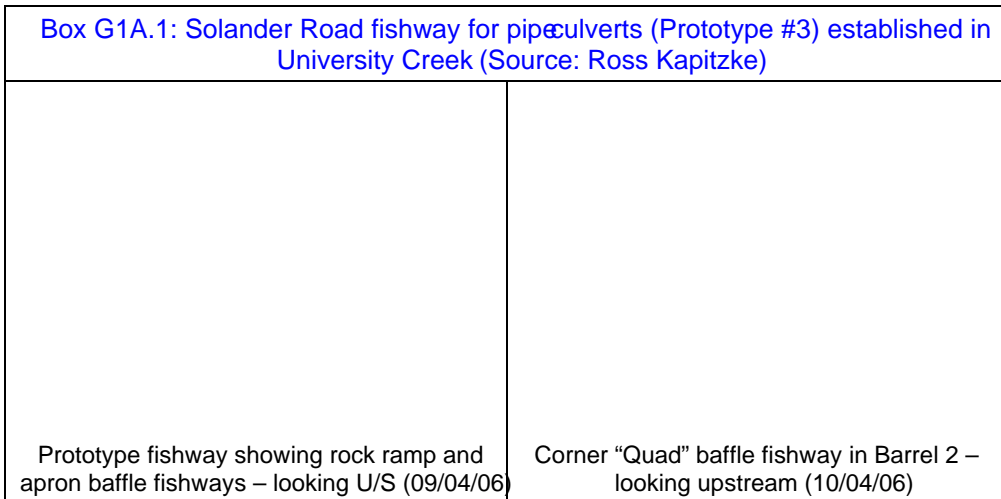 Box G1A.1: Solander Road fishway for pipe culverts (Prototype #3) established in
University Creek (Source: Ross Kapitzke)
Prototype fishway showing rock ramp and
apron baffle fishways – looking U/S (09/04/06)
Corner “Quad” baffle fishway in Barrel 2 –
looking upstream (10/04/06)